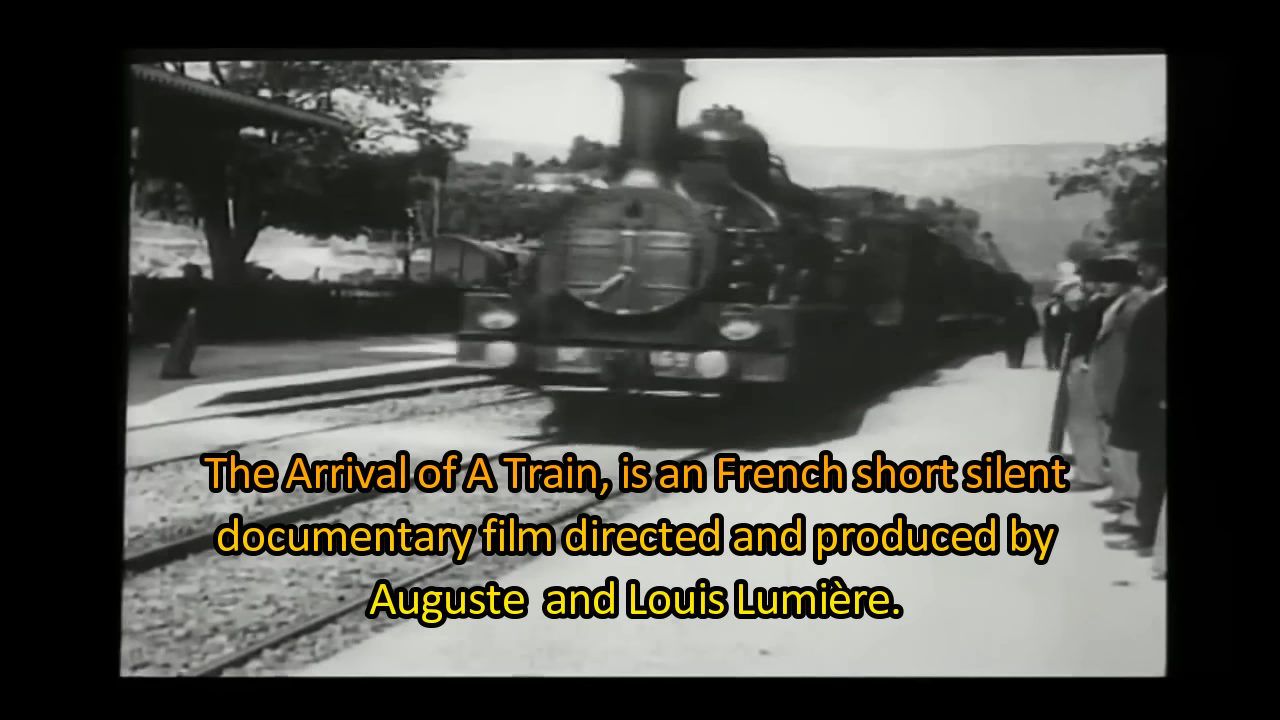 The Arrival of A Train, is an French short silent
documentary film directed and produced by
Auguste  and Louis Lumière.